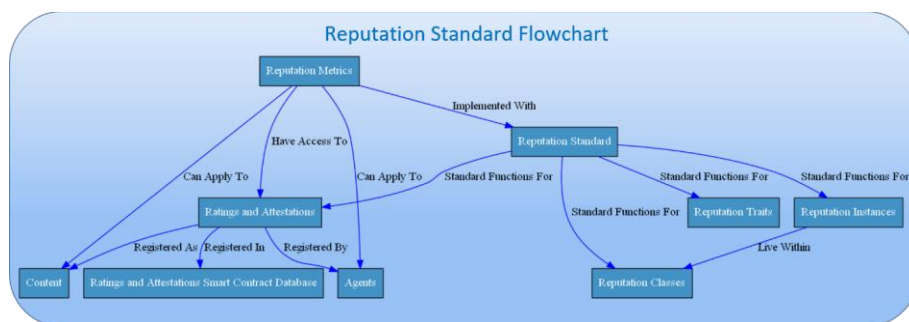 Reputation Standard Flowchart
Reputation Metrics
Implemented With
Have Access To
Reputation Standard
Can Apply To
Can Apply To
Standard Functions For
Standard Functions For
Standard Functions For
Ratings and Attestations
Standard Functions For
Reputation Traits
Reputation Instances
Registered As
Registered In
Registered By
Live Within
Content
Ratings and Attestations Smart Contract Database
Agents
Reputation Classes